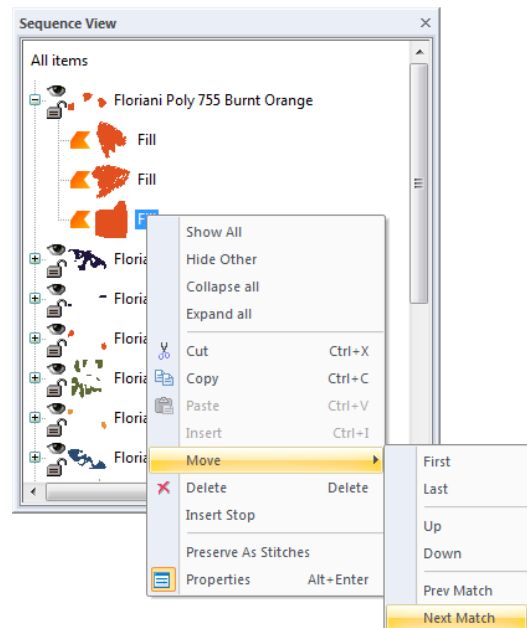 Sequence View
All items
Floriani Poly 755 Burnt Orange
Fill
Fill
Fill
Show All
Hide Other
Collapse all
Expand all
Cut Ctrl+X
Copy Ctrl+C
Paste Ctrl+V
Insert Ctrl+I
Move
Delete Delete
Insert Stop
Preserve As Stitches
Properties Alt+Enter
Floria
Floria
Floria
Floria
Floria
Floria
First
Last
Up
Down
Prev Match
Next Match